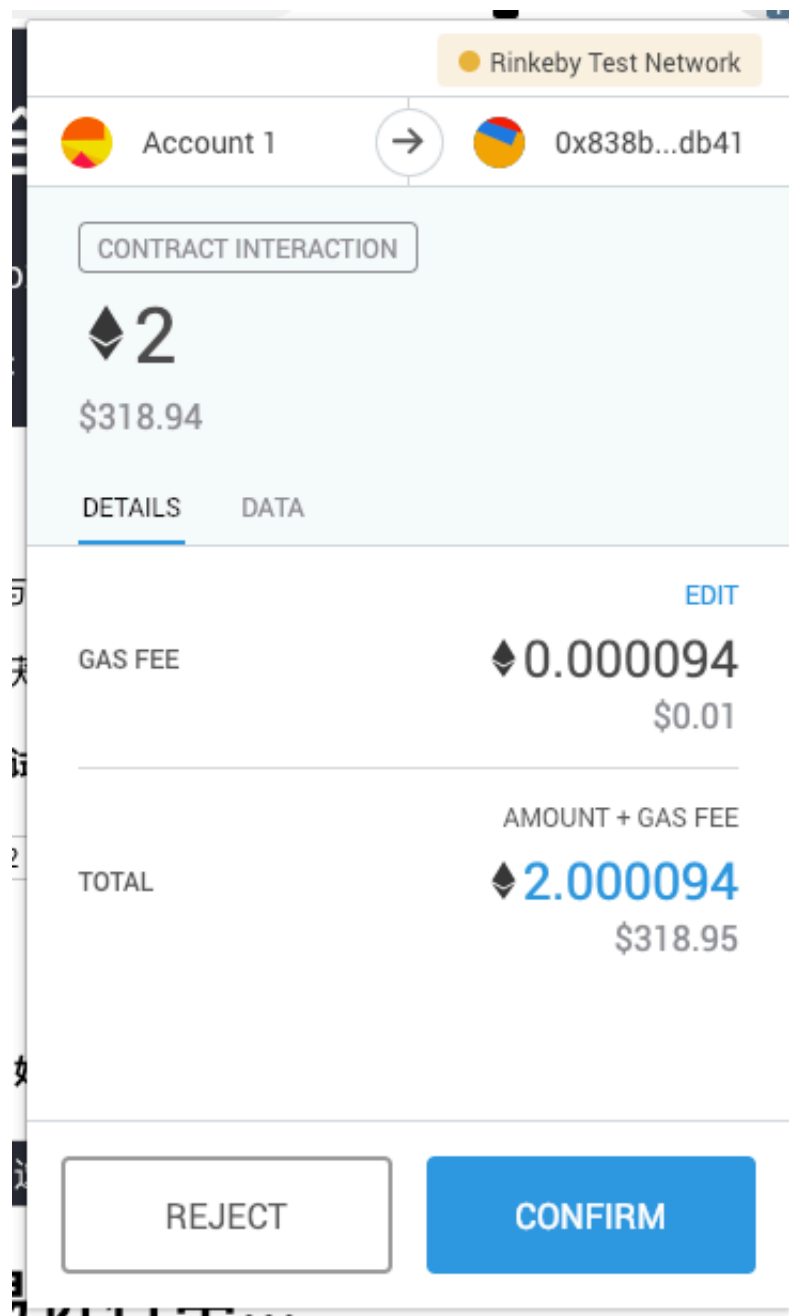 Rinkeby Test Network
Account 1
0x838b...db41
CONTRACT INTERACTION
2
$318.94
DETAILS DATA
EDIT
GAS FEE
0.000094
$0.01
AMOUNT + GAS FEE
TOTAL
2.000094
$318.95
REJECT
CONFIRM